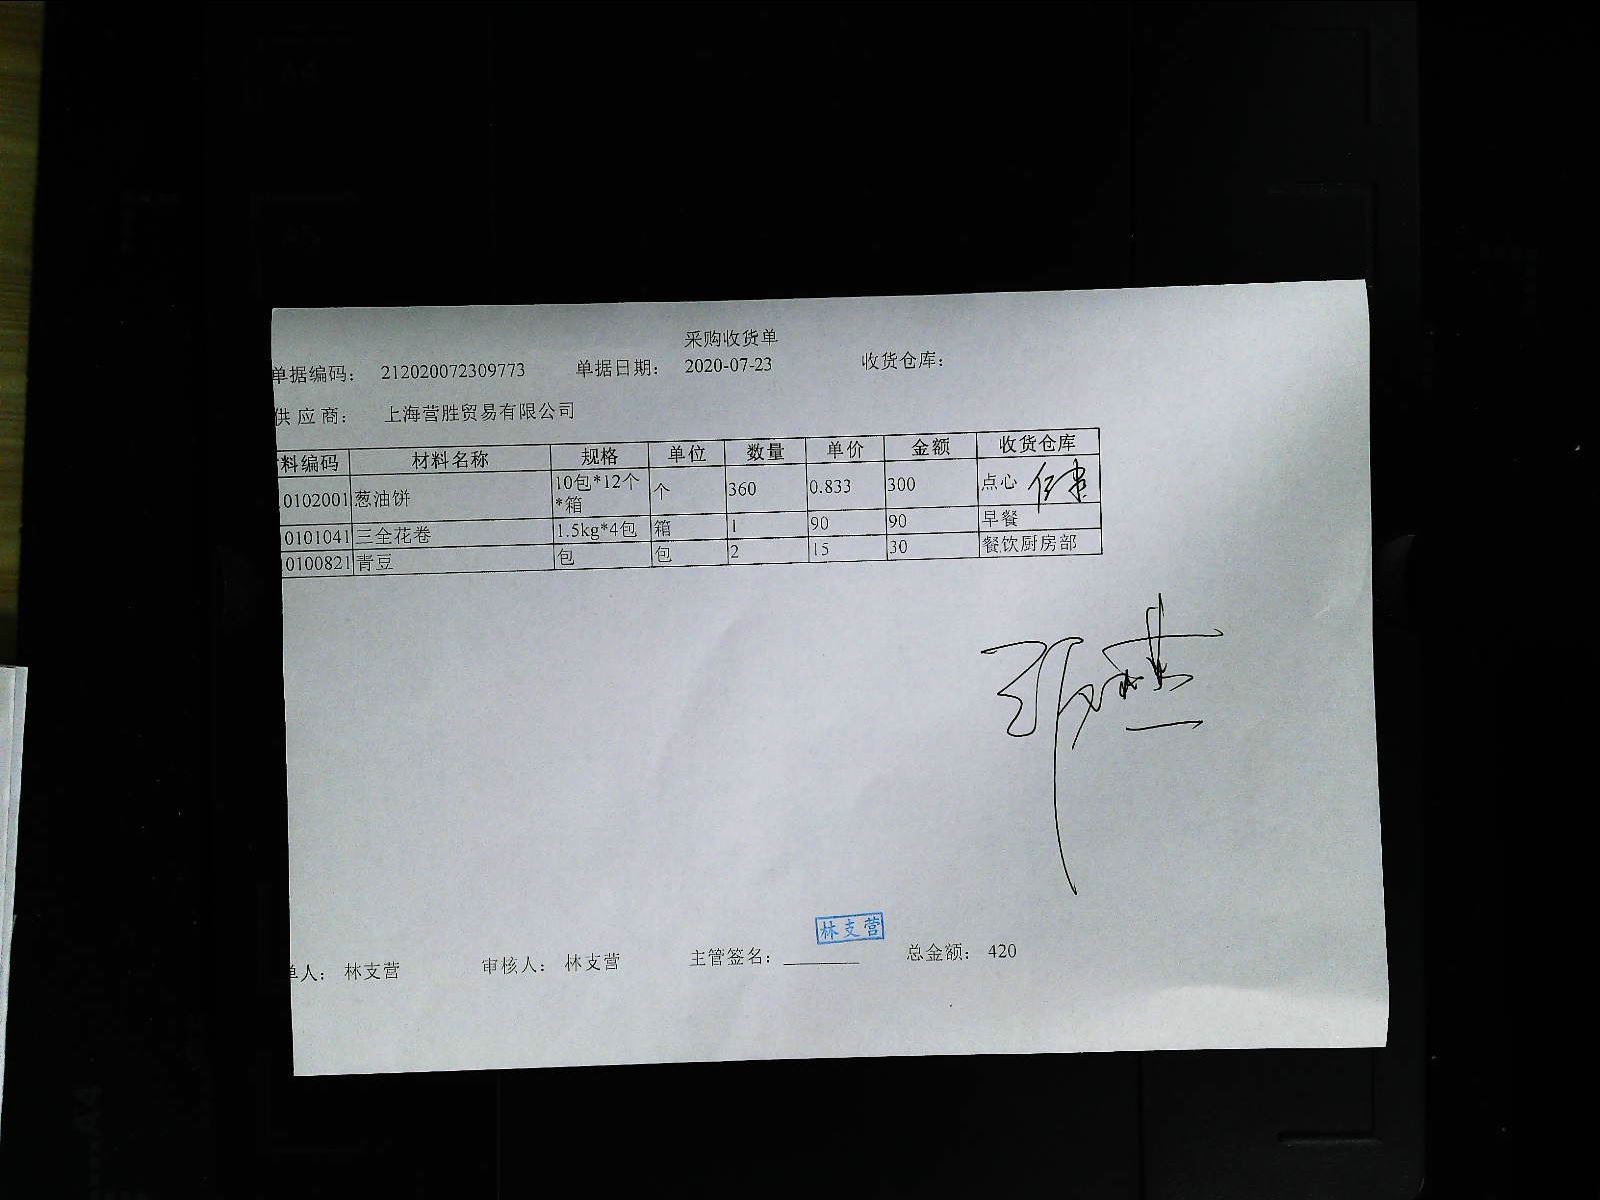 采购收货单
单据编码： 212020072309773 单据日期： 2020-07-23 收货仓库：
供 应 商： 上海营胜贸易有限公司
料编码 材料名称 规格 单位 数量 单价 金额 收货仓库
0102001 葱油饼 10包*12个*箱 个 360 0.833 300 点心
0101041 三全花卷 1.5kg*4包 箱 1 90 90 早餐
0100821 青豆 包 包 2 15 30 餐饮厨房部
林支营
单人： 林支营 审核人： 林支营 主管签名： 总金额： 420